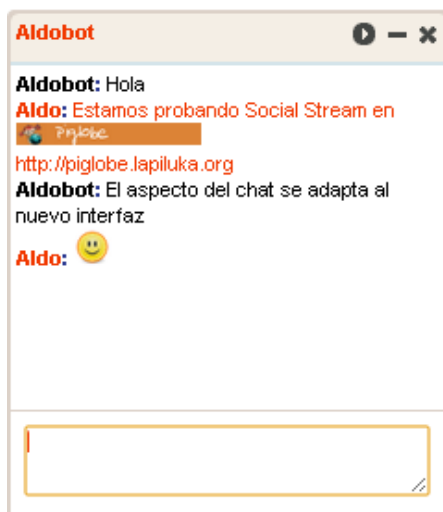 Aldobot
Aldobot: Hola
Aldo: Estamos probando Social Stream en
Piglobe
http://piglobe.lapiluka.org
Aldobot: El aspecto del chat se adapta al
nuevo interfaz
Aldo: